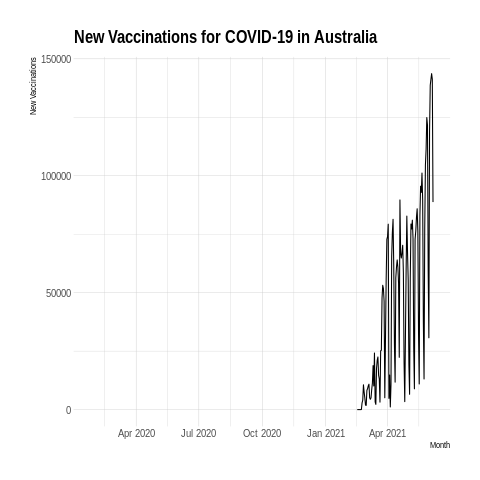 New Vaccinations for COVID-19 in Australia
New Vaccinations
150000
100000
50000
0
Apr 2020 Jul 2020 Oct 2020 Jan 2021 Apr 2021
Month